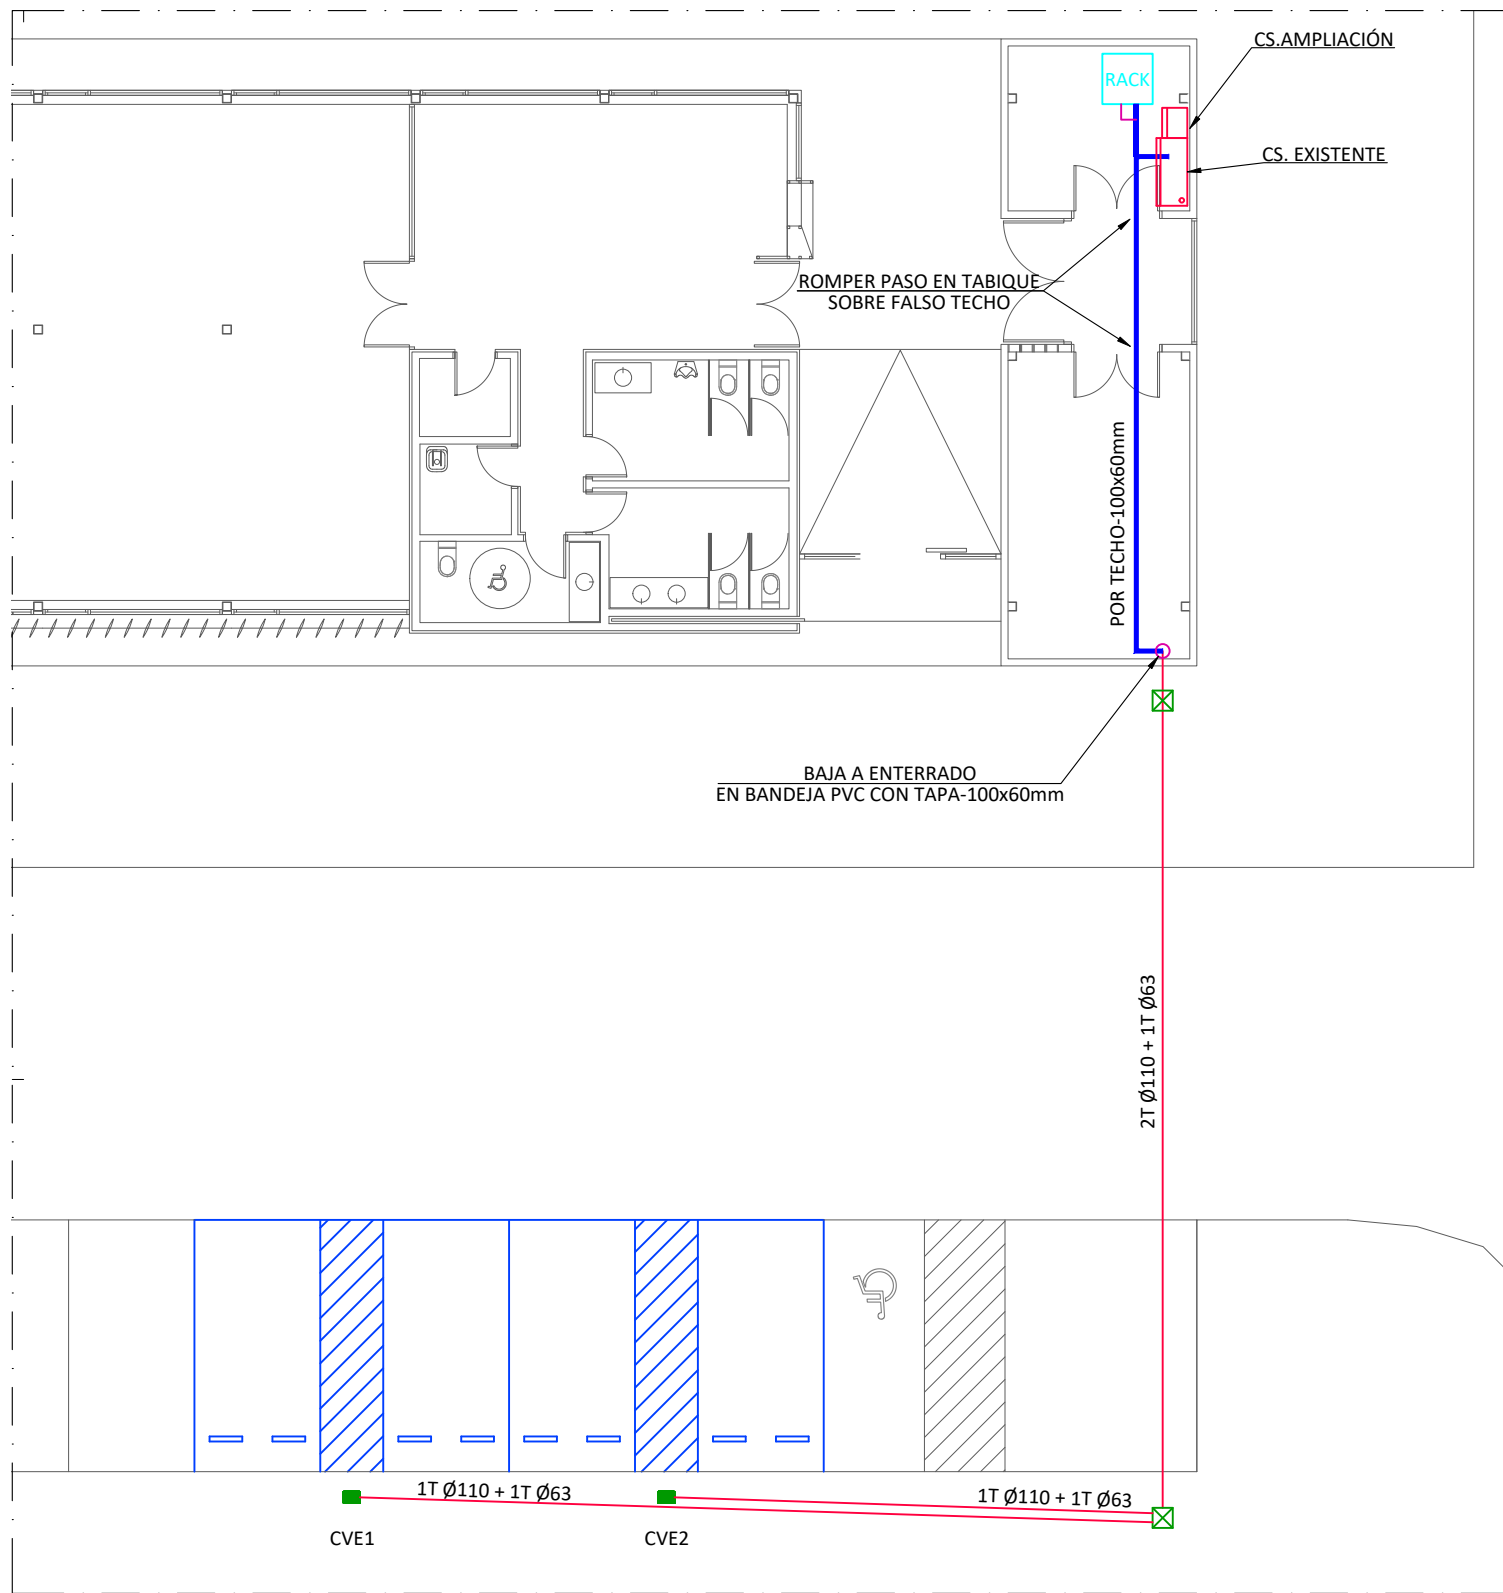 CS.AMPLIACIÓN
RACK
CS. EXISTENTE
ROMPER PASO EN TABIQUE
SOBRE FALSO TECHO
POR TECHO-100x60mm
BAJA A ENTERRADO
EN BANDEJA PVC CON TAPA-100x60mm
2T Ø110 + 1T Ø63
1T Ø110 + 1T Ø63
1T Ø110 + 1T Ø63
CVE1
CVE2